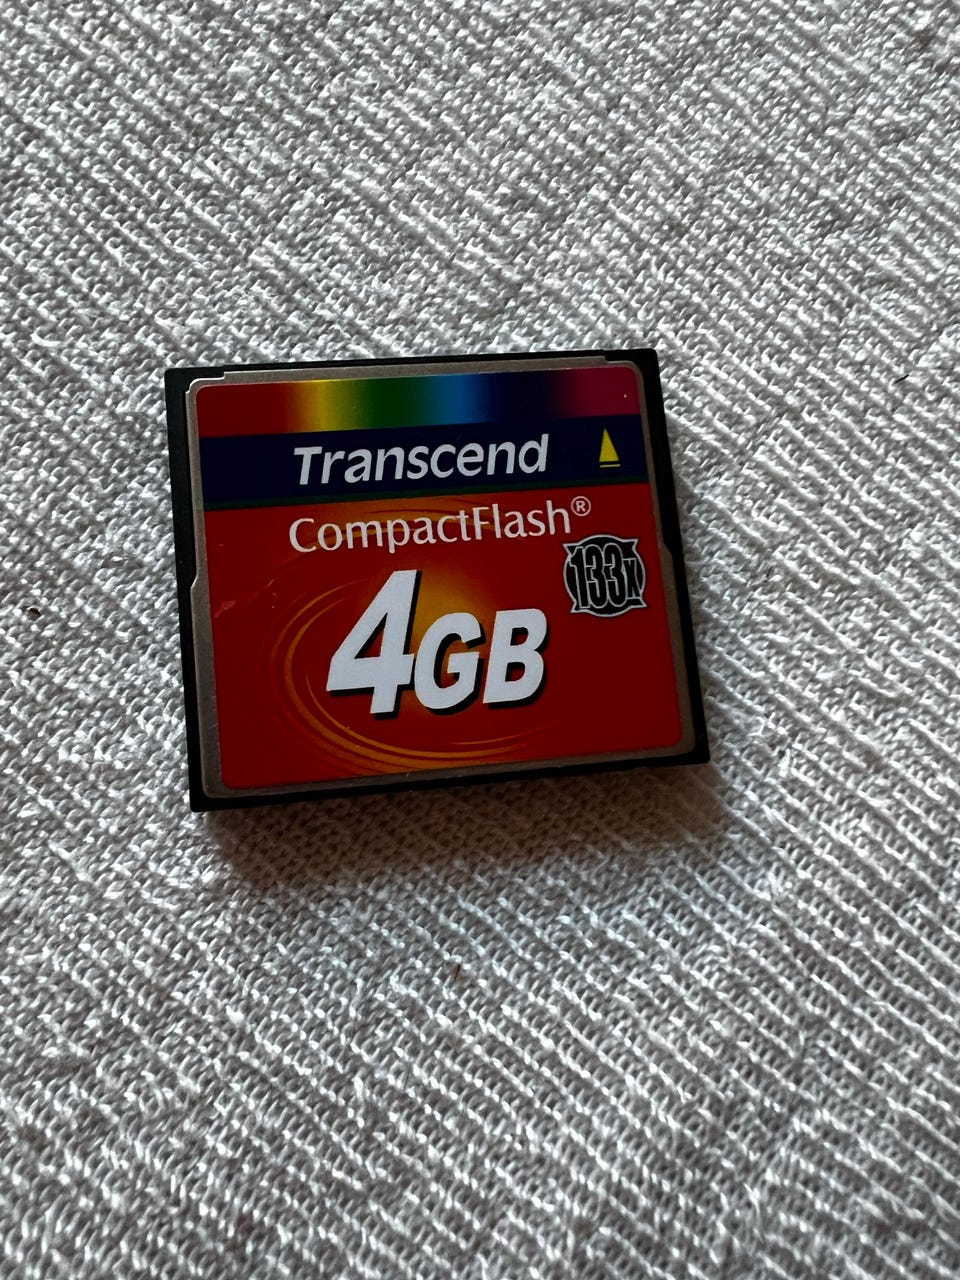 Transcend
CompactFlash®
133x
4GB